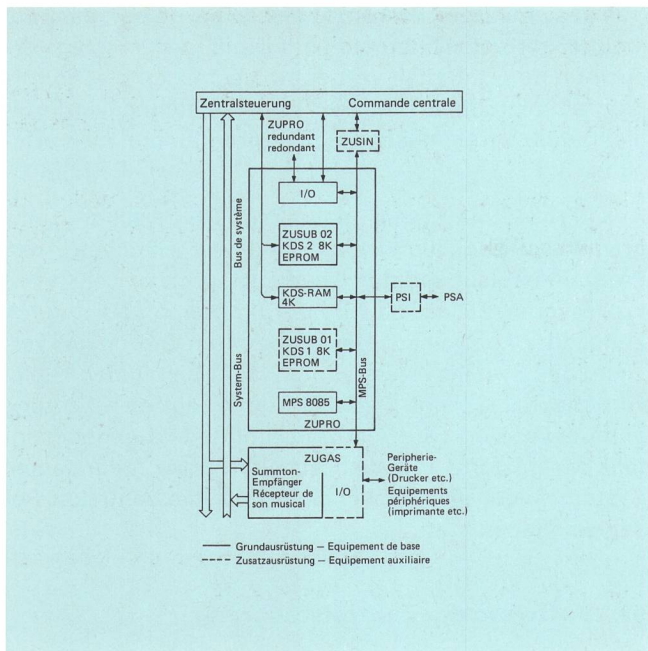 Zentralsteuerung Commande centrale
ZUPRO
redundant
redondant
ZUSIN
I/O
Bus de système
ZUSUB 02
KDS 2 8K
EPROM
KDS-RAM
4K
PSI
PSA
ZUSUB 01
KDS 1 8K
EPROM
System-Bus
MPS-Bus
MPS 8085
ZUPRO
ZUGAS
Summton-
Empfänger
Récepteur de
son musical
I/O
Peripherie-
Geräte
(Drucker etc.)
Equipements
périphériques
(imprimante etc.)
Grundausrüstung — Equipement de base
Zusatzausrüstung — Equipement auxiliaire